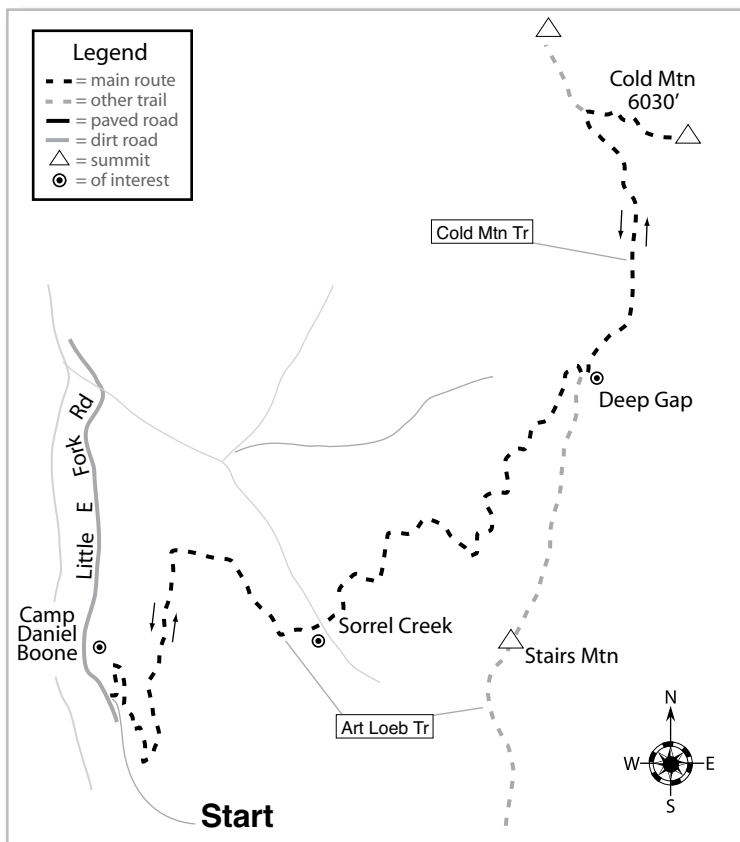 Legend
= main route
= other trail
= paved road
= dirt road
= summit
= of interest
Cold Mtn
6030’
Cold Mtn Tr
Deep Gap
Little E Fork Rd
Camp
Daniel
Boone
Sorrel Creek
Stairs Mtn
Art Loeb Tr
N
W E
S
Start